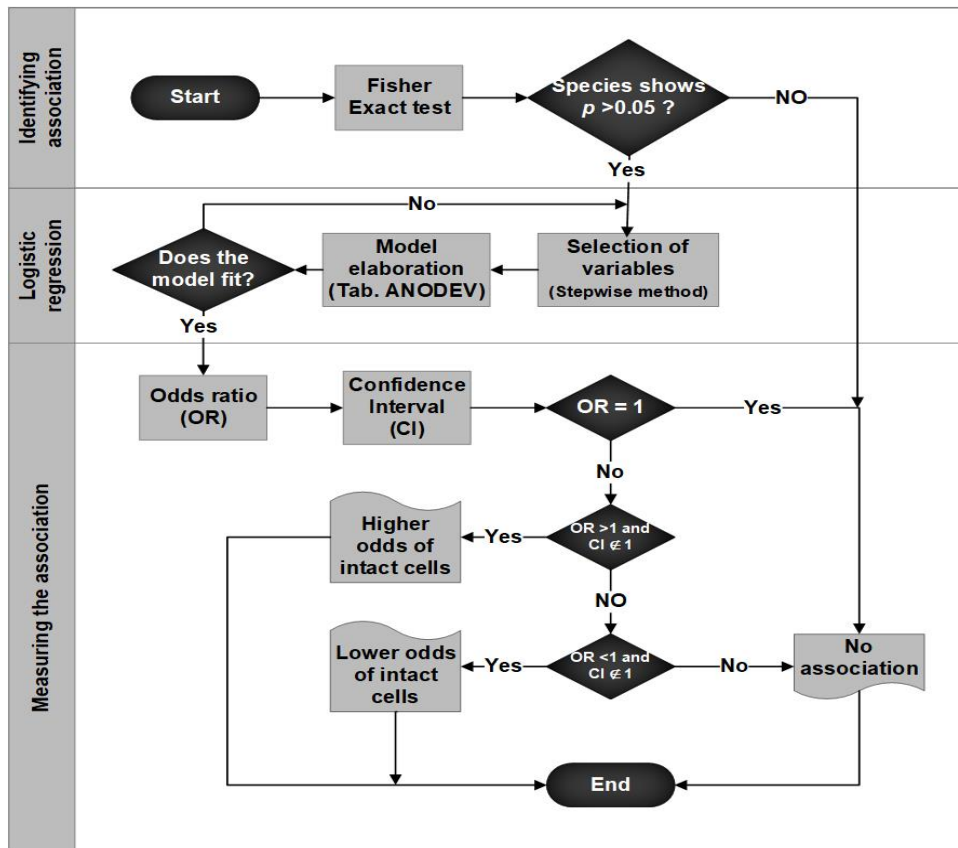 Identifying
association
Start
Fisher
Exact test
Species shows
p >0.05 ?
NO
Yes
Logistic
regression
No
Does the
model fit?
Model
elaboration
(Tab. ANODEV)
Selection of
variables
(Stepwise method)
Yes
Measuring the association
Odds ratio
(OR)
Confidence
Interval
(CI)
OR = 1
Yes
No
Higher
odds of
intact cells
Yes
OR >1 and
CI ∉ 1
NO
Lower odds
of intact
cells
Yes
OR <1 and
CI ∉ 1
No
No
association
End